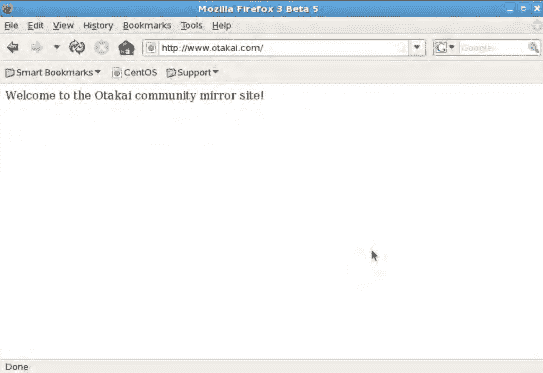 Mozilla Firefox 3 Beta 5
File Edit View History Bookmarks Tools Help
http://www.otakai.com/ Google
Smart Bookmarks CentOS Support
Welcome to the Otakai community mirror site!
Done